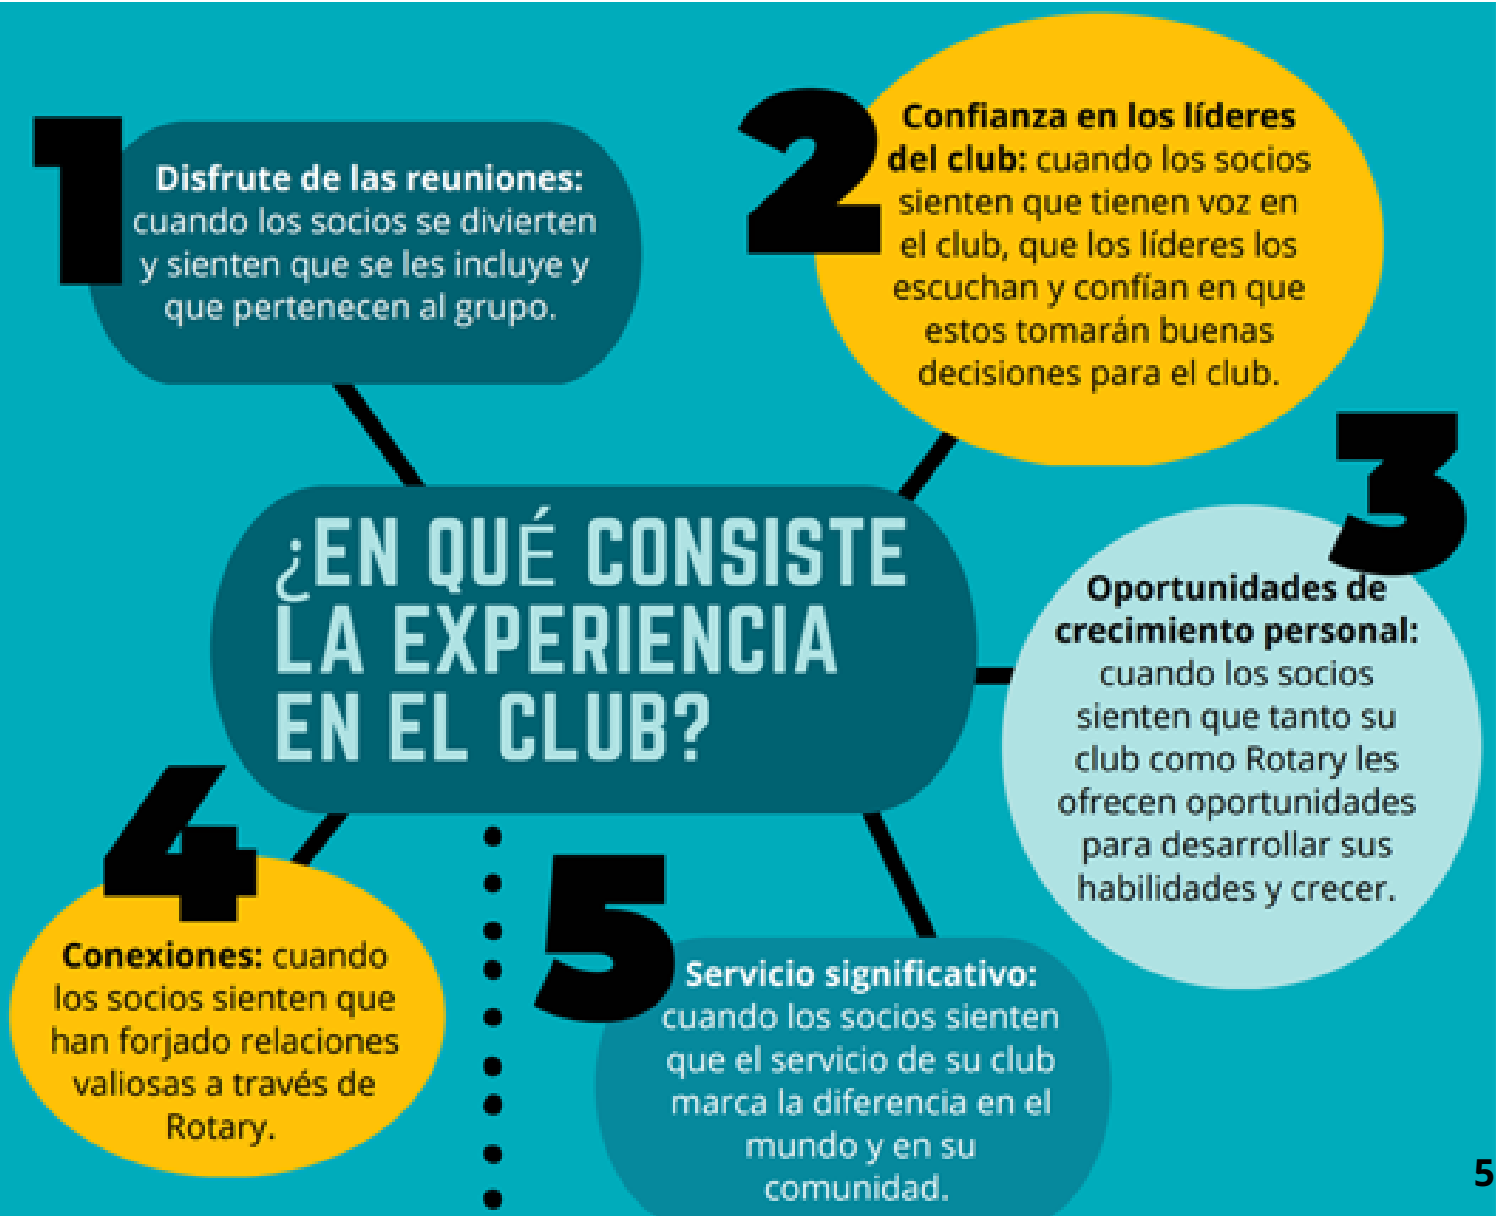 1
Disfrute de las reuniones:
cuando los socios se divierten
y sienten que se les incluye y
que pertenecen al grupo.
2
Confianza en los líderes
del club: cuando los socios
sienten que tienen voz en
el club, que los líderes los
escuchan y confían en que
estos tomarán buenas
decisiones para el club.
¿EN QUÉ CONSISTE
LA EXPERIENCIA
EN EL CLUB?
3
Oportunidades de
crecimiento personal:
cuando los socios
sienten que tanto su
club como Rotary les
ofrecen oportunidades
para desarrollar sus
habilidades y crecer.
4
Conexiones: cuando
los socios sienten que
han forjado relaciones
valiosas a través de
Rotary.
5
Servicio significativo:
cuando los socios sienten
que el servicio de su club
marca la diferencia en el
mundo y en su
comunidad.
5